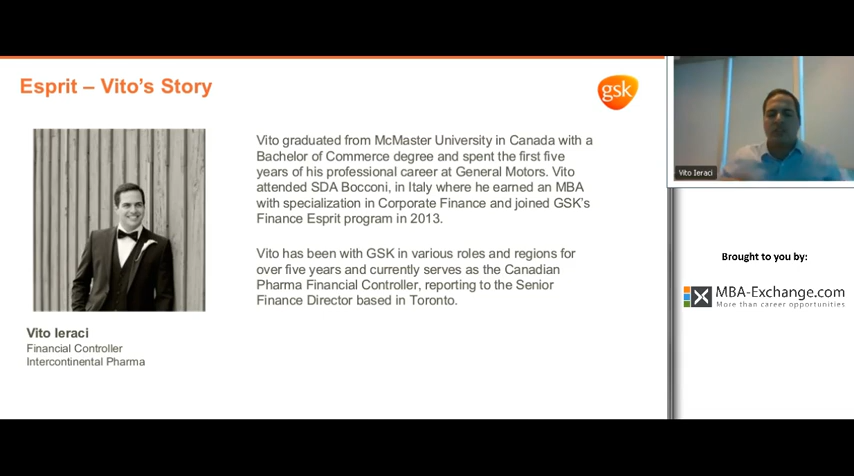 Esprit – Vito's Story
gsk
Vito graduated from McMaster University in Canada with a
Bachelor of Commerce degree and spent the first five
years of his professional career at General Motors. Vito
attended SDA Bocconi, in Italy where he earned an MBA
with specialization in Corporate Finance and joined GSK's
Finance Esprit program in 2013.
Vito has been with GSK in various roles and regions for
over five years and currently serves as the Canadian
Pharma Financial Controller, reporting to the Senior
Finance Director based in Toronto.
Vito Ieraci
Financial Controller
Intercontinental Pharma
Vito Ieraci
Brought to you by:
MBA-Exchange.com
More than career opportunities